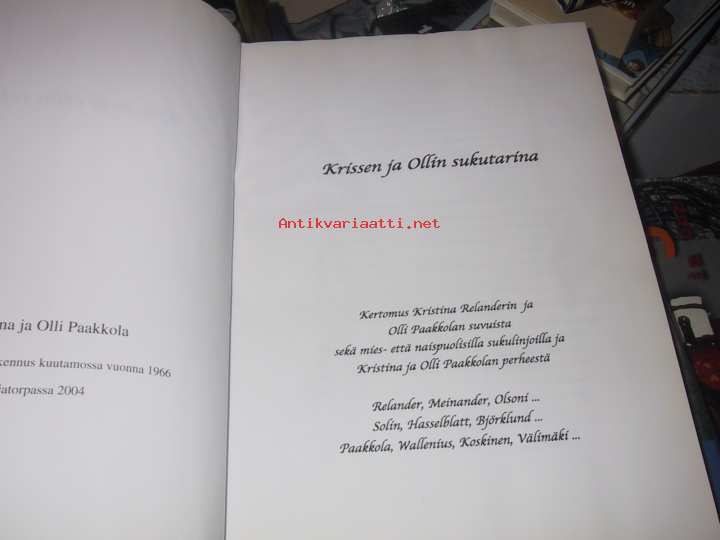 na ja Olli Paakkola
kennus kuutamossa vuonna 1966
iatorpassa 2004
Krissen ja Ollin sukutarina
Antikvariaatti.net
Kertomus Kristina Relanderin ja
Olli Paakkolan suvuista
sekä mies- että naispuolisilla sukulinjoilla ja
Kristina ja Olli Paakkolan perheestä
Relander, Meinander, Olsoni ...
Solin, Hasselblatt, Björklund ...
Paakkola, Wallenius, Koskinen, Välimäki ...